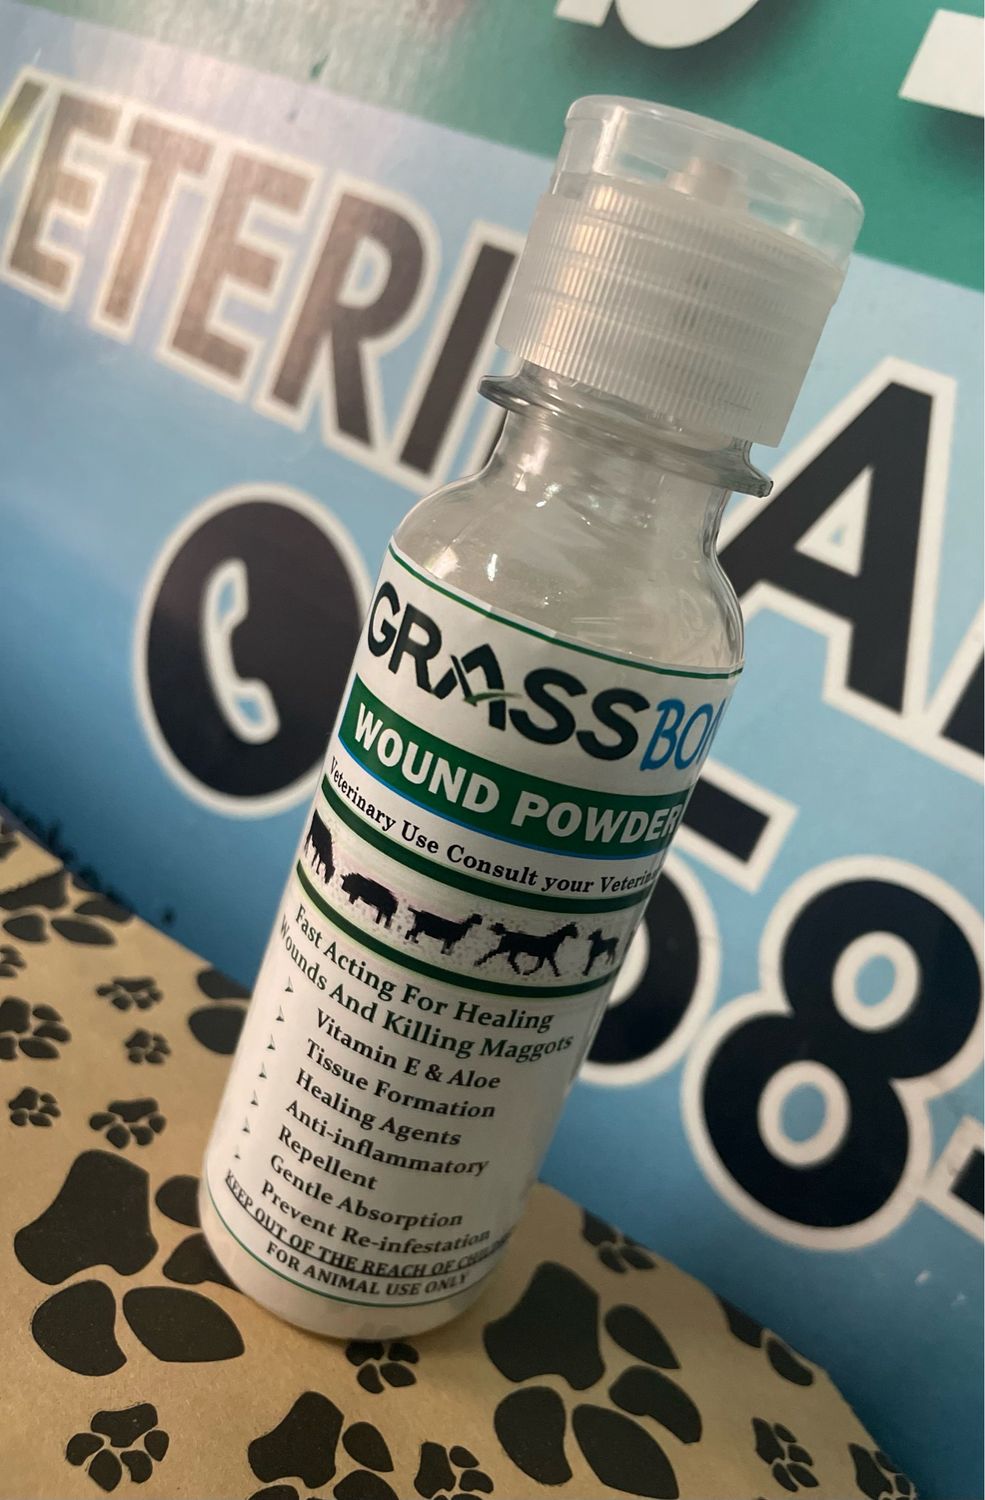 VETERI
A
68-
GRASSBON
WOUND POWDER
Veterinary Use Consult your
Fast Acting For Healing
Wounds And Killing Maggots
Vitamin E & Aloe
Tissue Formation
Healing Agents
Anti-inflammatory
Repellent
Gentle Absorption
Prevent Re-infestation
KEEP OUT OF THE REACH OF
FOR ANIMAL USE ONLY